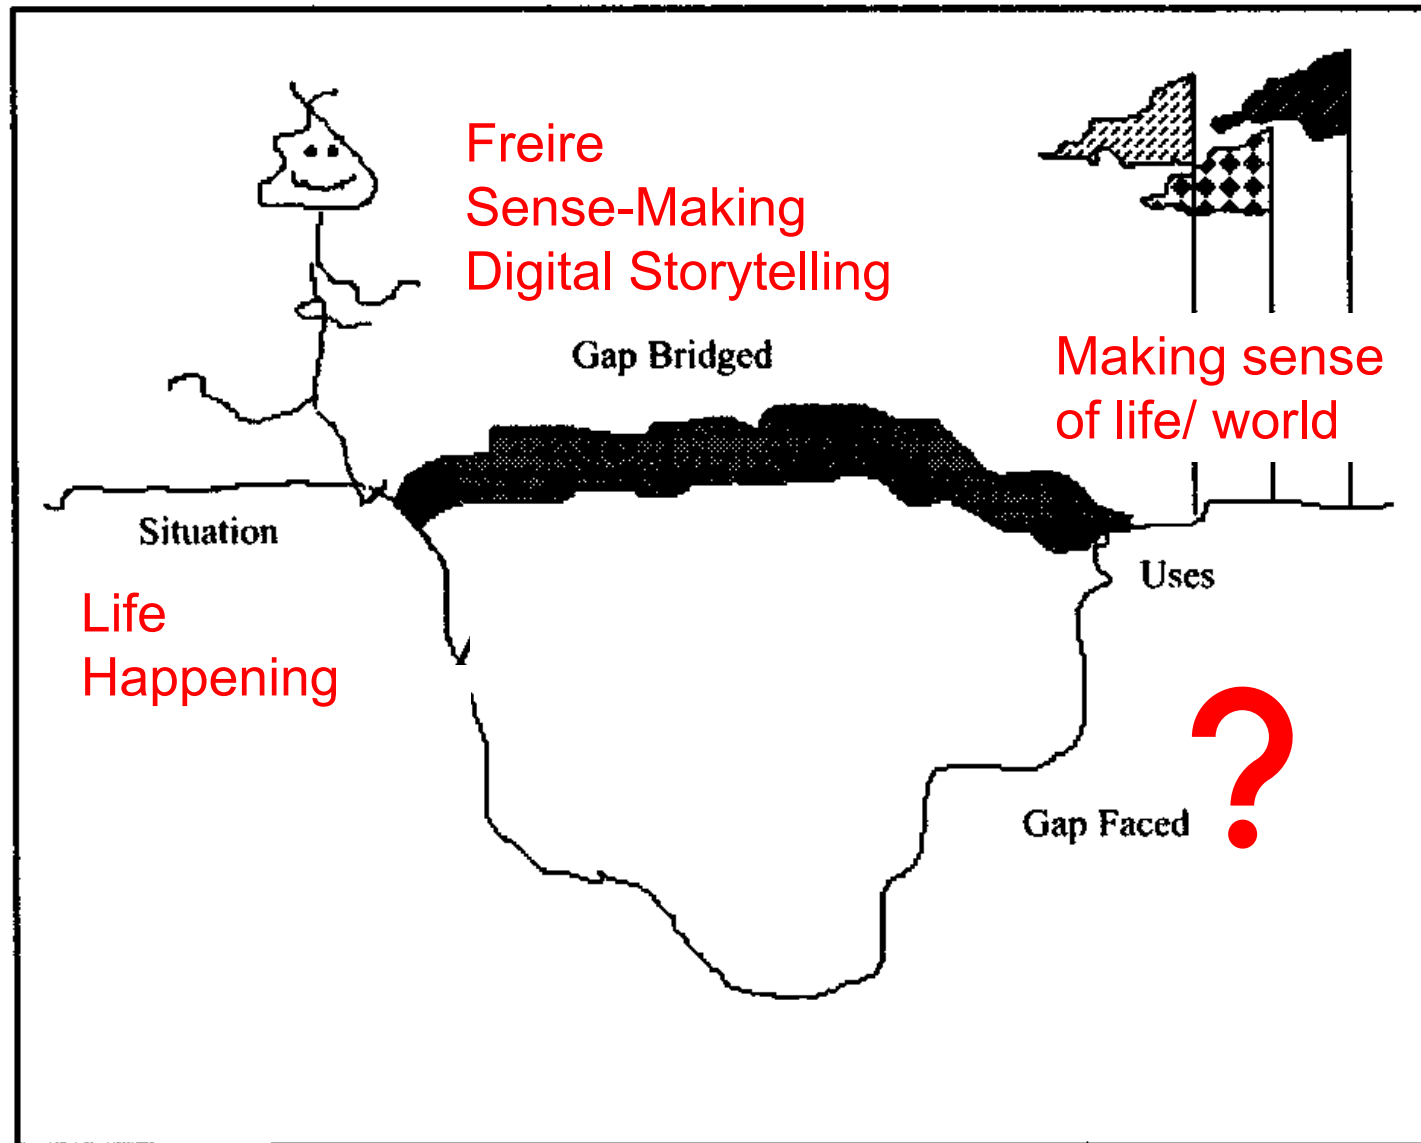 Freire
Sense-Making
Digital Storytelling
Gap Bridged
Making sense
of life/ world
Situation
Uses
Life
Happening
Gap Faced
?